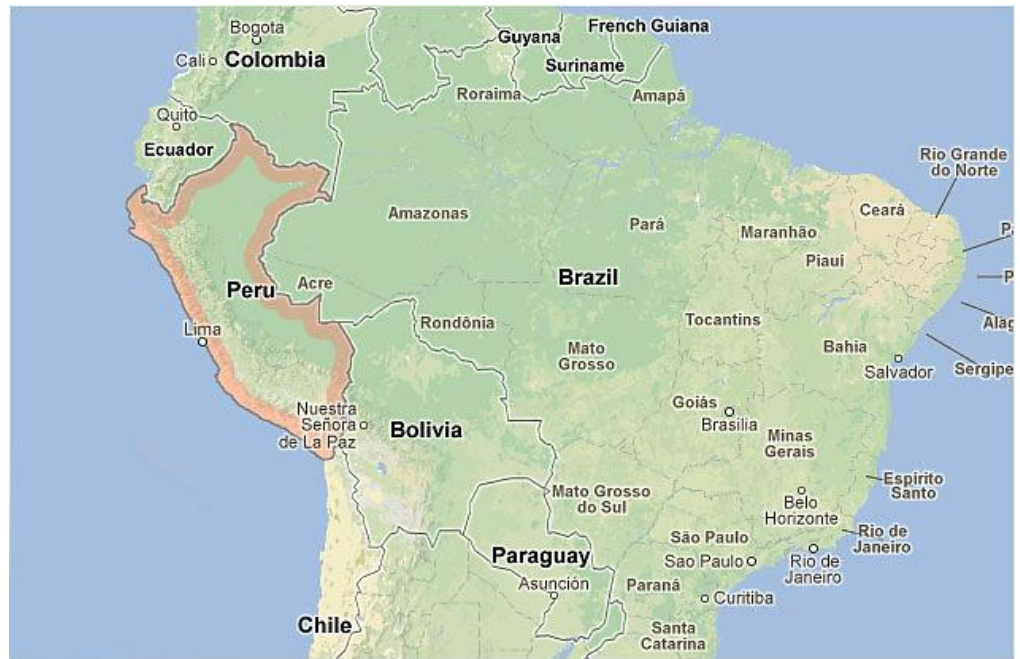 Bogota
Cali
Colombia
Guyana
French Guiana
Suriname
Roraima
Amapá
Quito
Ecuador
Rio Grande
do Norte
Amazonas
Pará
Ceará
Maranhão
Piaui
Peru
Acre
Brazil
Lima
Rondônia
Tocantins
Mato
Grosso
Bahia
Salvador
Alag
Sergipe
Nuestra
Señora
de La Paz
Bolivia
Goiás
Brasilia
Minas
Gerais
Mato Grosso
do Sul
Belo
Horizonte
Espirito
Santo
São Paulo
Sao Paulo
Rio de
Janeiro
Rio de
Janeiro
Paraguay
Asunción
Paraná
Curitiba
Chile
Santa
Catarina